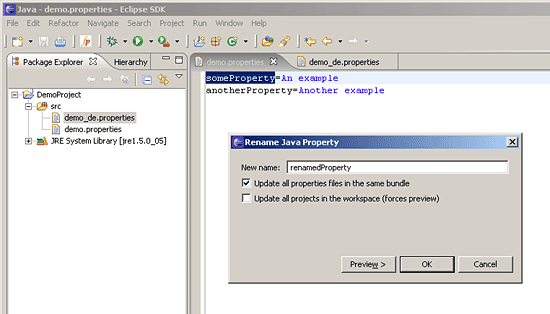 Java - demo.properties - Eclipse SDK
File Edit Refactor Navigate Search Project Run Window Help
Package Explorer Hierarchy
demo.properties demo_de.properties
someProperty=An example
anotherProperty=Another example
DemoProject
src
demo_de.properties
demo.properties
JRE System Library [jre1.5.0_05]
Rename Java Property
New name: renamedProperty
Update all properties files in the same bundle
Update all projects in the workspace (forces preview)
Preview > OK Cancel